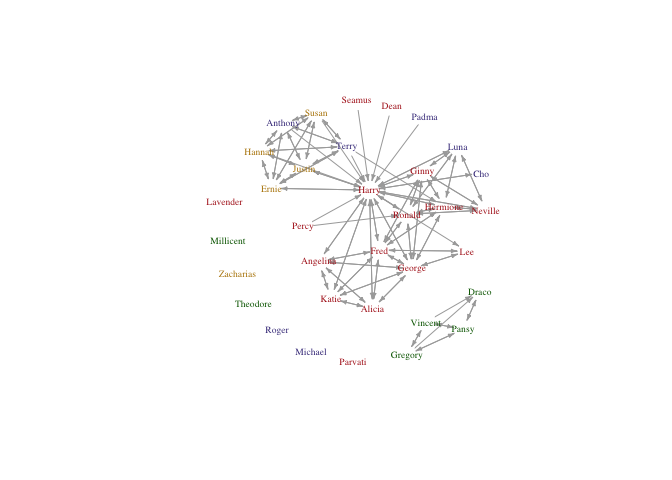 Seamus
Dean
Susan
Padma
Anthony
Terry
Luna
Hannah
Justin
Ginny
Cho
Ernie
Harry
Lavender
Hermione
Neville
Ronald
Percy
Millicent
Fred
Lee
Angelina
George
Zacharias
Draco
Katie
Theodore
Alicia
Vincent
Pansy
Roger
Michael
Gregory
Parvati